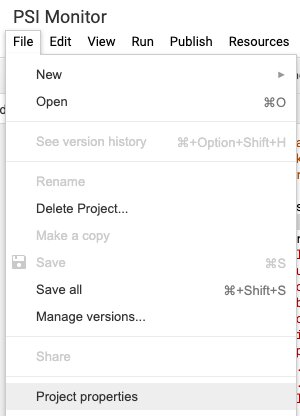 PSI Monitor
File Edit View Run Publish Resources
New ►
Open ⌘O
See version history ⌘+Option+Shift+H
Rename
Delete Project...
Make a copy
Save ⌘S
Save all ⌘+Shift+S
Manage versions...
Share
Project properties